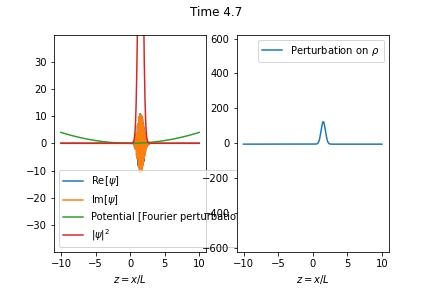 Time 4.7
30
20
10
0
−10
−20
−30
Re[ψ]
Im[ψ]
Potential [Fourier perturbatio
|ψ|²
−10 −5 0 5 10
z = x/L
600
400
200
0
−200
−400
−600
Perturbation on ρ
−10 −5 0 5 10
z = x/L